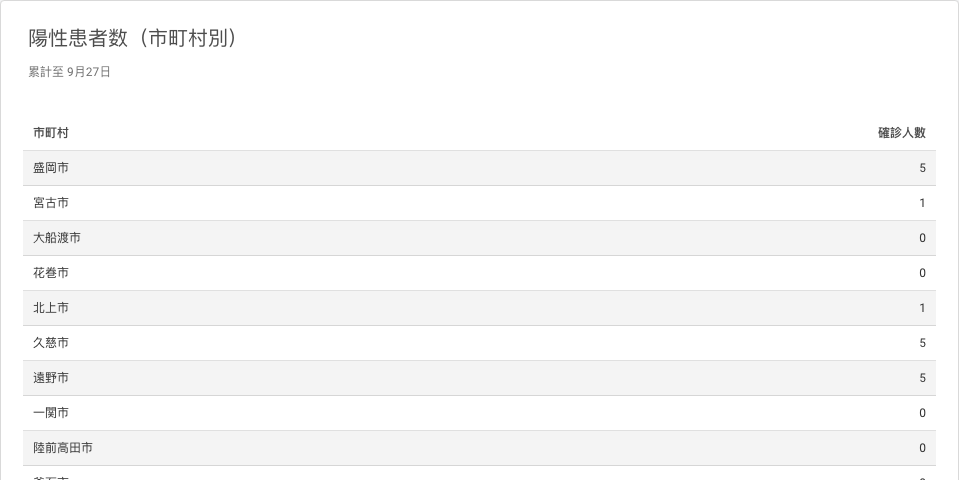 陽性患者数（市町村別）
累計至 9月27日
市町村 確診人數
盛岡市 5
宮古市 1
大船渡市 0
花巻市 0
北上市 1
久慈市 5
遠野市 5
一関市 0
陸前高田市 0